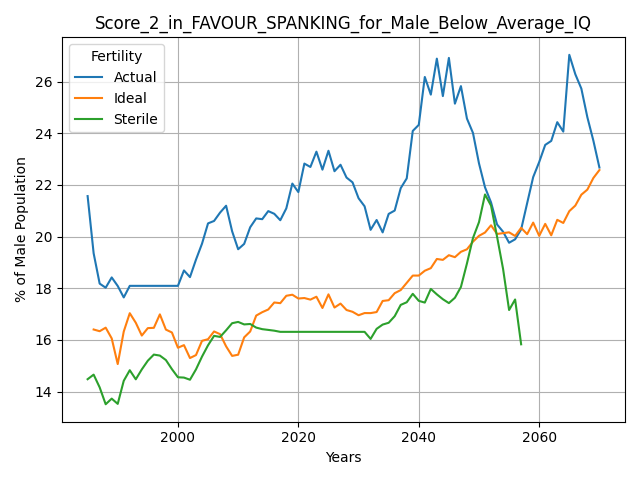 Score_2_in_FAVOUR_SPANKING_for_Male_Below_Average_IQ
Fertility
Actual
Ideal
Sterile
% of Male Population
26
24
22
20
18
16
14
2000 2020 2040 2060
Years